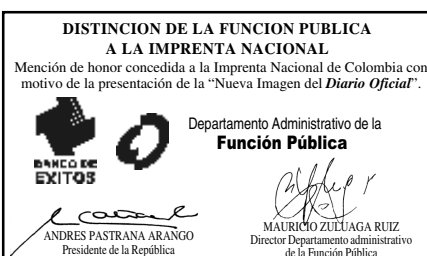 DISTINCION DE LA FUNCION PUBLICA
A LA IMPRENTA NACIONAL
Mención de honor concedida a la Imprenta Nacional de Colombia con
motivo de la presentación de la “Nueva Imagen del Diario Oficial”.
BANCO DE
EXITOS
Departamento Administrativo de la
Función Pública
ANDRES PASTRANA ARANGO
Presidente de la República
MAURICIO ZULUAGA RUIZ
Director Departamento administrativo
de la Función Pública